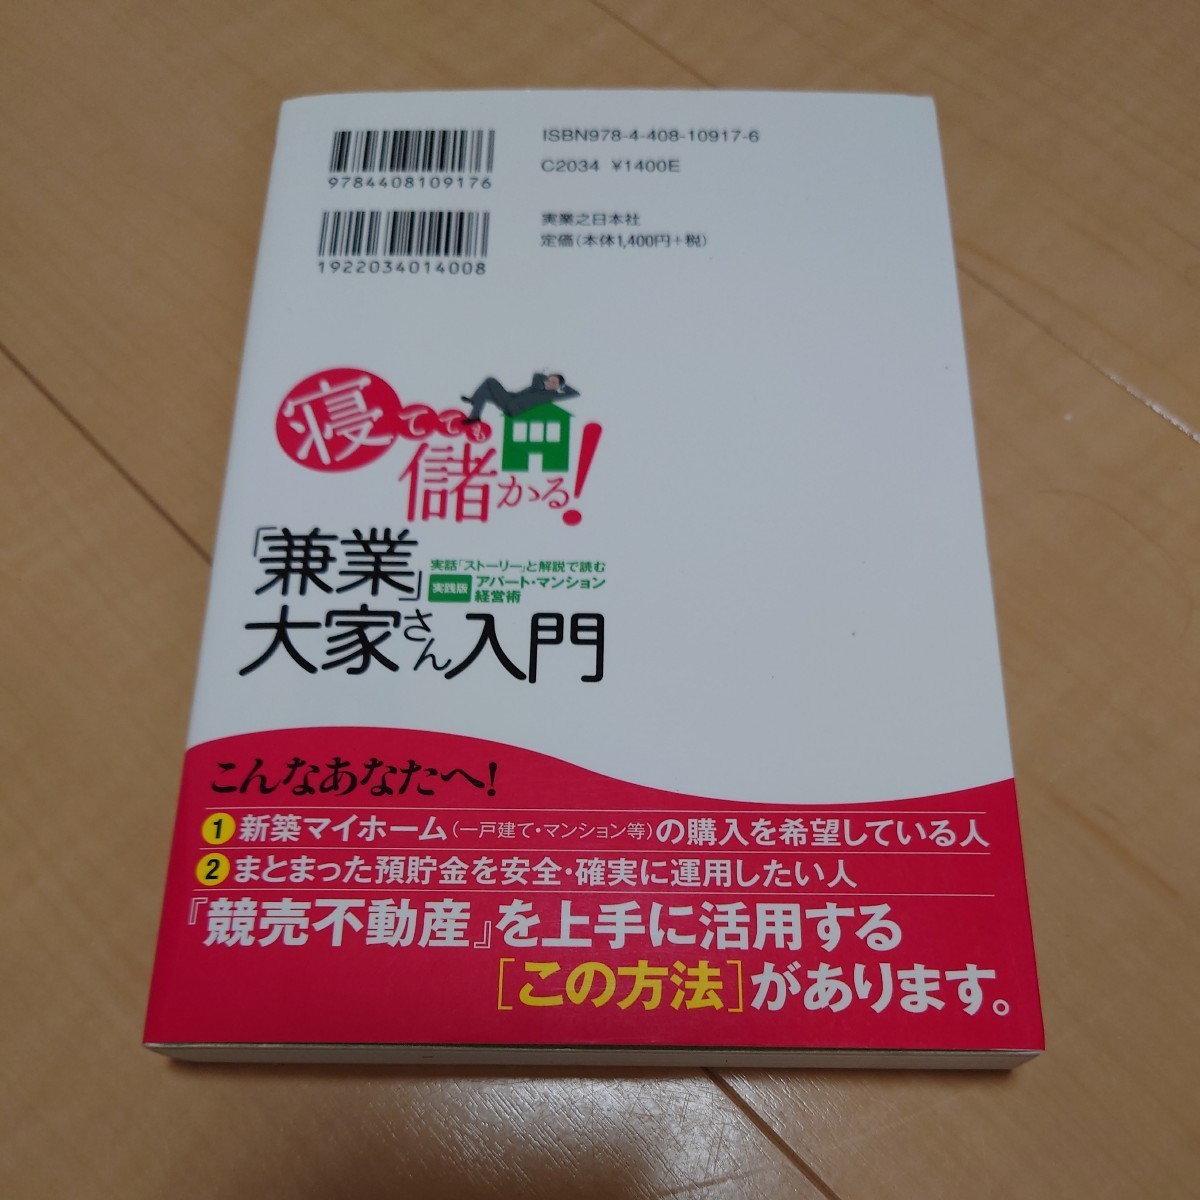 9784408109176
ISBN978-4-408-10917-6
C2034 ¥1400E
1922034014008
実業之日本社
定価(本体1,400円+税)
寝てても
儲かる!
「兼業」
大家さん入門
実話「ストーリー」と解説で読む
実践版 アパート・マンション
経営術
こんなあなたへ!
1 新築マイホーム(一戸建て・マンション等)の購入を希望している人
2 まとまった預貯金を安全・確実に運用したい人
『競売不動産』を上手に活用する
[この方法]があります。